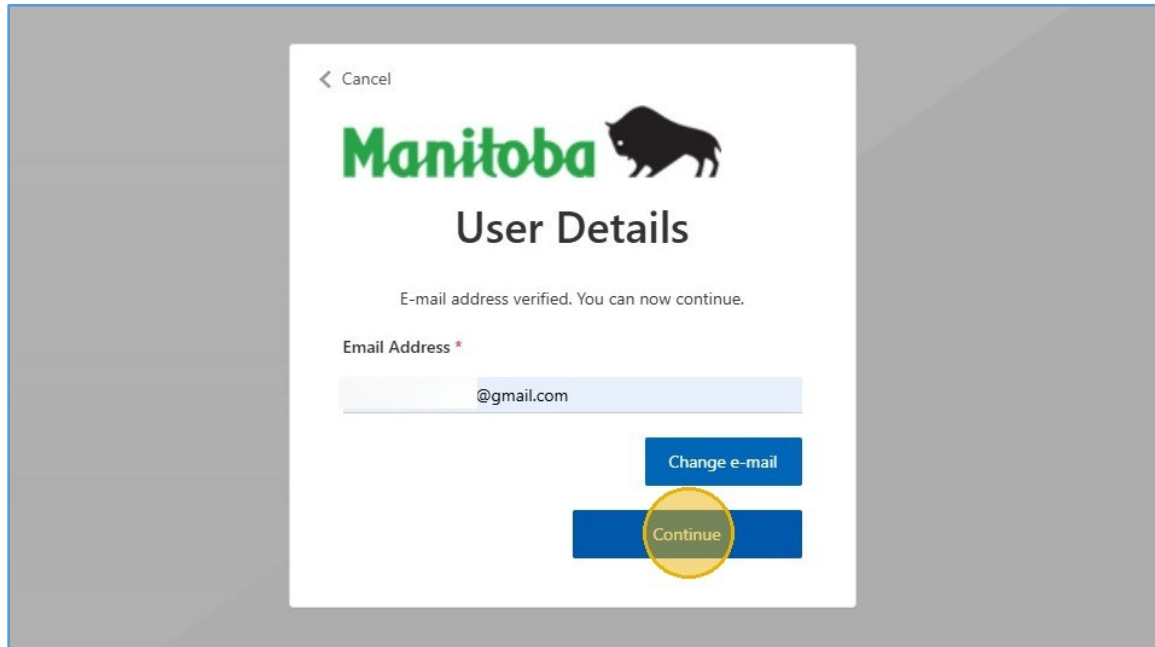 Cancel
Manitoba
User Details
E-mail address verified. You can now continue.
Email Address *
@gmail.com
Change e-mail
Continue